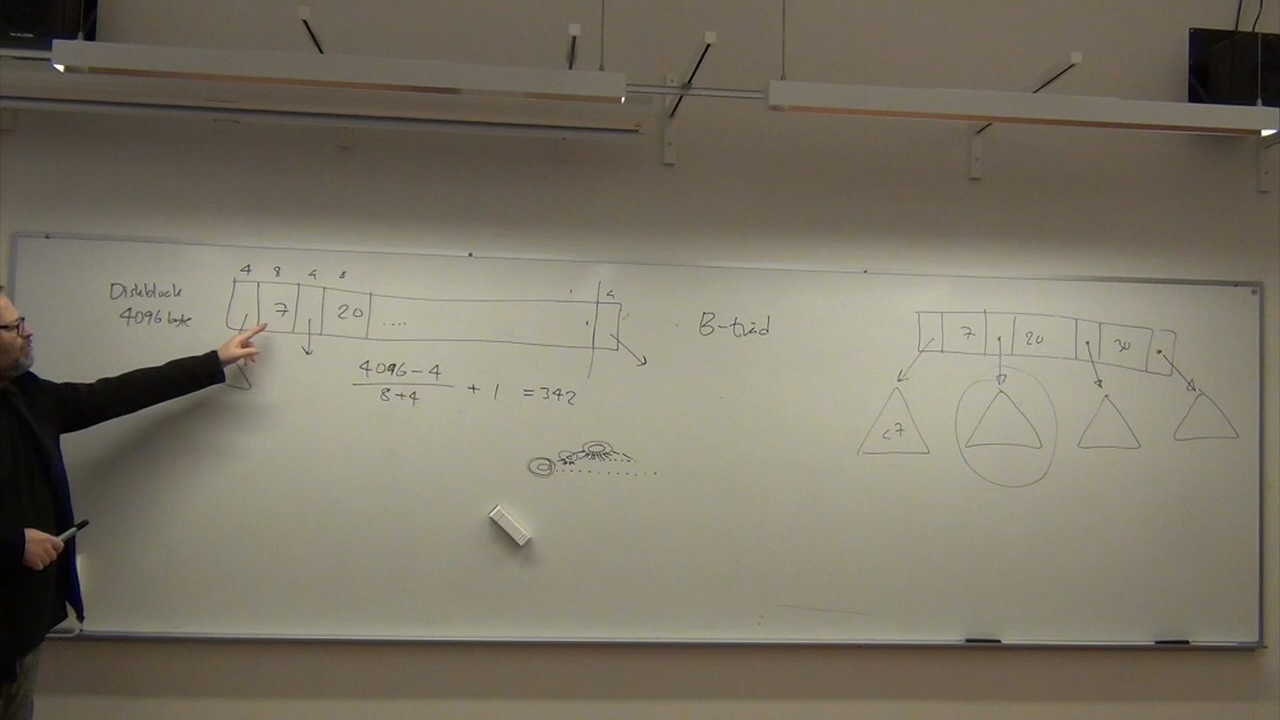 4 8 4 8 4
Diskblock
4096 byte
7 20 ....
4096-4
8+4
+ 1 = 342
B-träd
7 20 30
<7